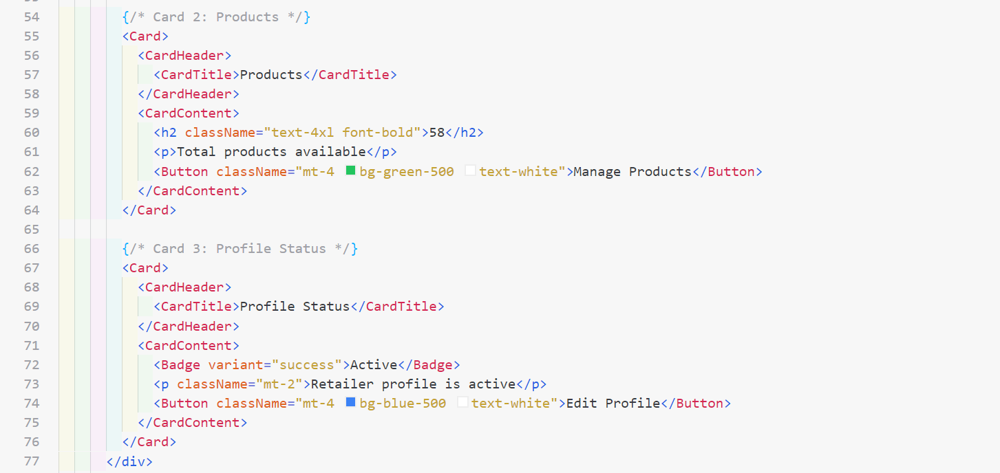 54 {/* Card 2: Products */}
55 <Card>
56 <CardHeader>
57 <CardTitle>Products</CardTitle>
58 </CardHeader>
59 <CardContent>
60 <h2 className="text-4xl font-bold">58</h2>
61 <p>Total products available</p>
62 <Button className="mt-4 bg-green-500 text-white">Manage Products</Button>
63 </CardContent>
64 </Card>
65
66 {/* Card 3: Profile Status */}
67 <Card>
68 <CardHeader>
69 <CardTitle>Profile Status</CardTitle>
70 </CardHeader>
71 <CardContent>
72 <Badge variant="success">Active</Badge>
73 <p className="mt-2">Retailer profile is active</p>
74 <Button className="mt-4 bg-blue-500 text-white">Edit Profile</Button>
75 </CardContent>
76 </Card>
77 </div>